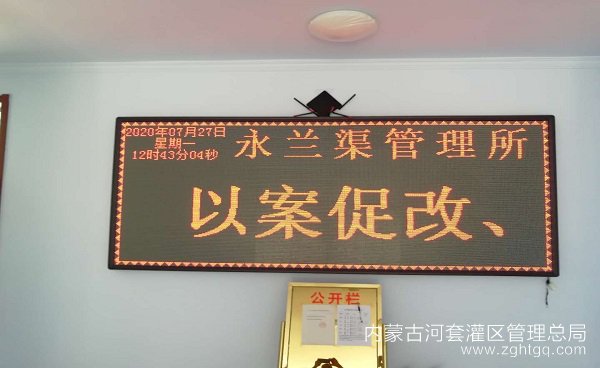 2020年07月27日
星期一
12时43分04秒
永兰渠管理所
以案促改、
公开栏
内蒙古河套灌区管理总局
www.zghtgq.com